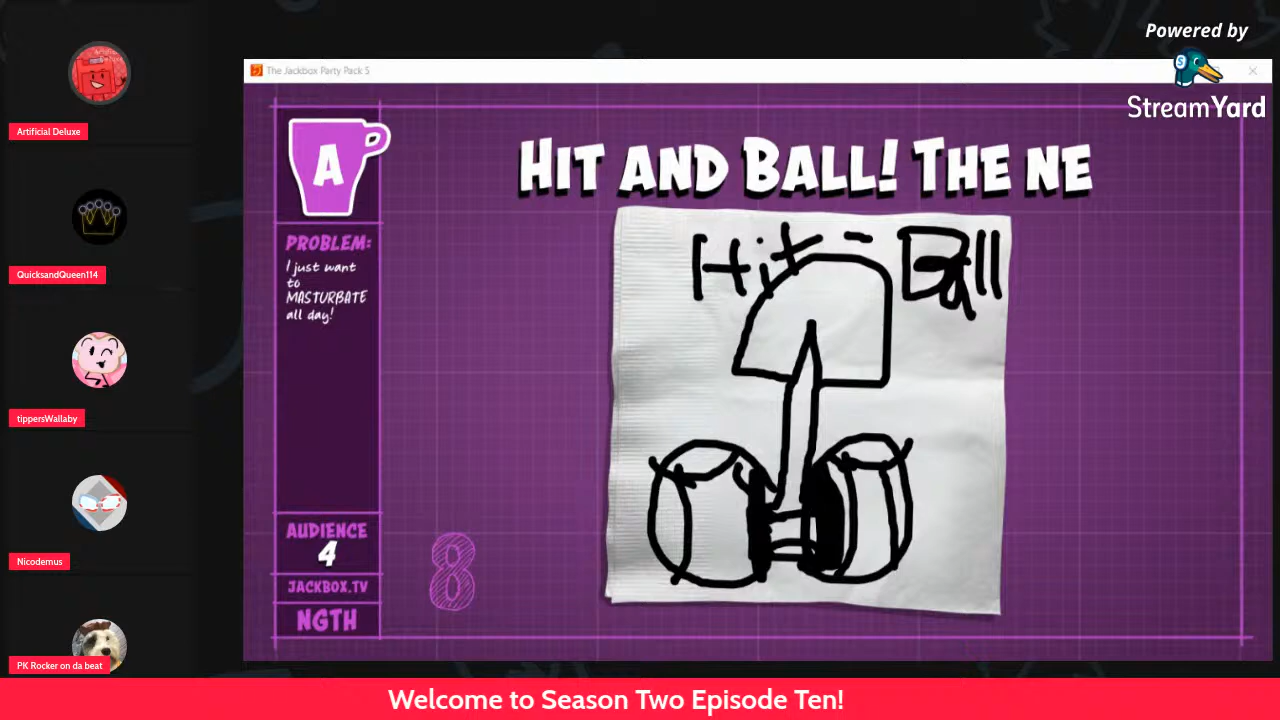 Powered by
StreamYard
The Jackbox Party Pack 5
Artificial Deluxe
QuicksandQueen114
tippersWallaby
Nicodemus
PK Rocker on da beat
A
PROBLEM:
I just want
to
MASTURBATE
all day!
AUDIENCE
4
JACKBOX.TV
NGTH
8
HIT AND BALL! THE NE
Hit - Ball
Welcome to Season Two Episode Ten!